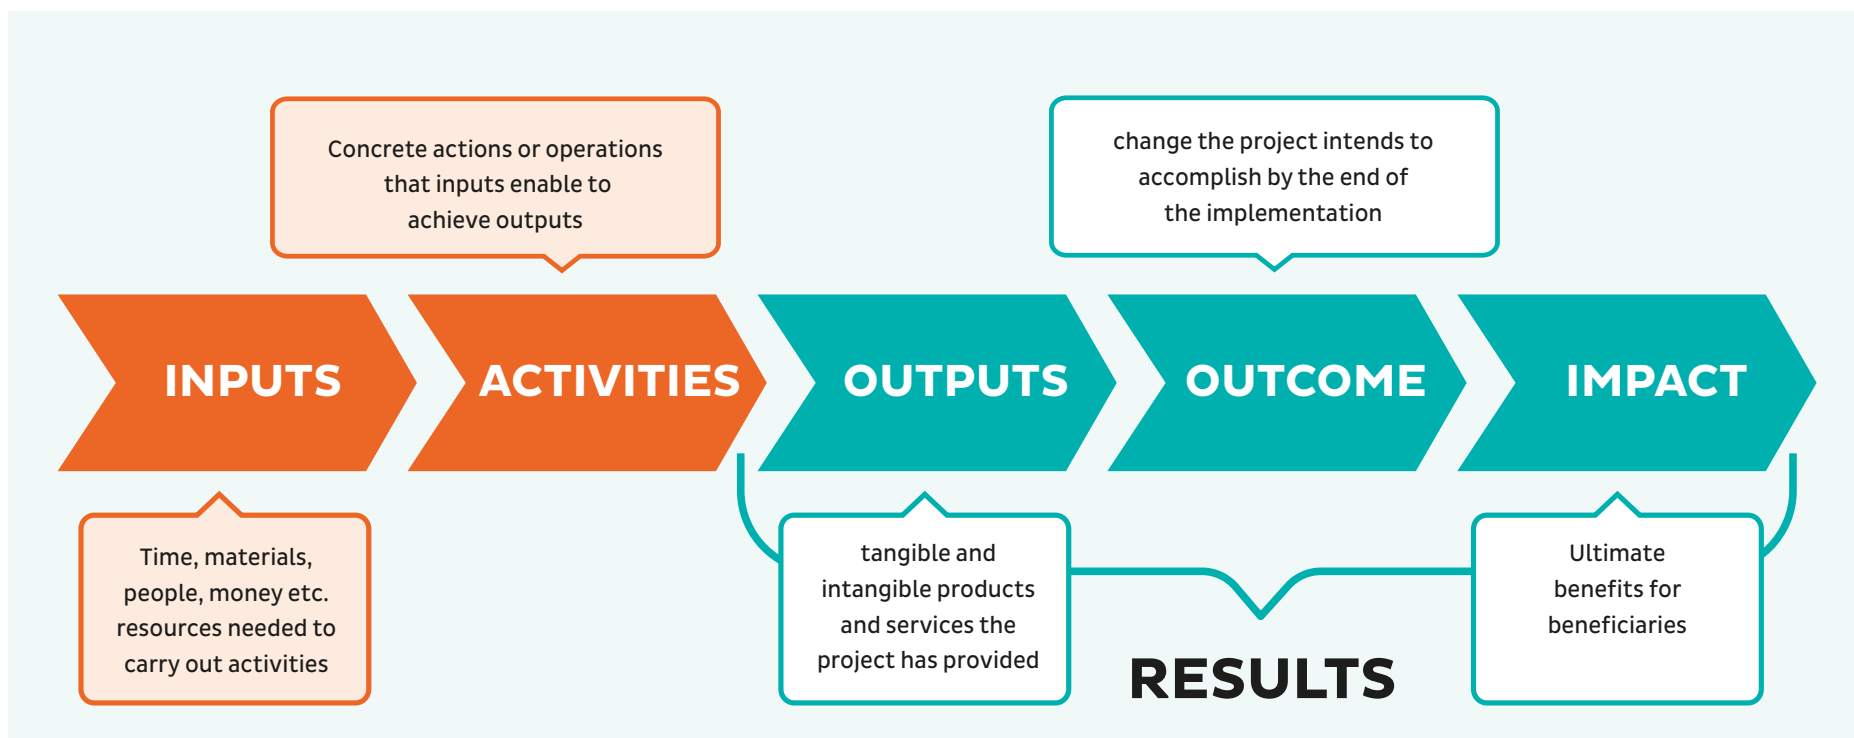 Concrete actions or operations
that inputs enable to
achieve outputs
change the project intends to
accomplish by the end of
the implementation
INPUTS
ACTIVITIES
OUTPUTS
OUTCOME
IMPACT
Time, materials,
people, money etc.
resources needed to
carry out activities
tangible and
intangible products
and services the
project has provided
Ultimate
benefits for
beneficiaries
RESULTS